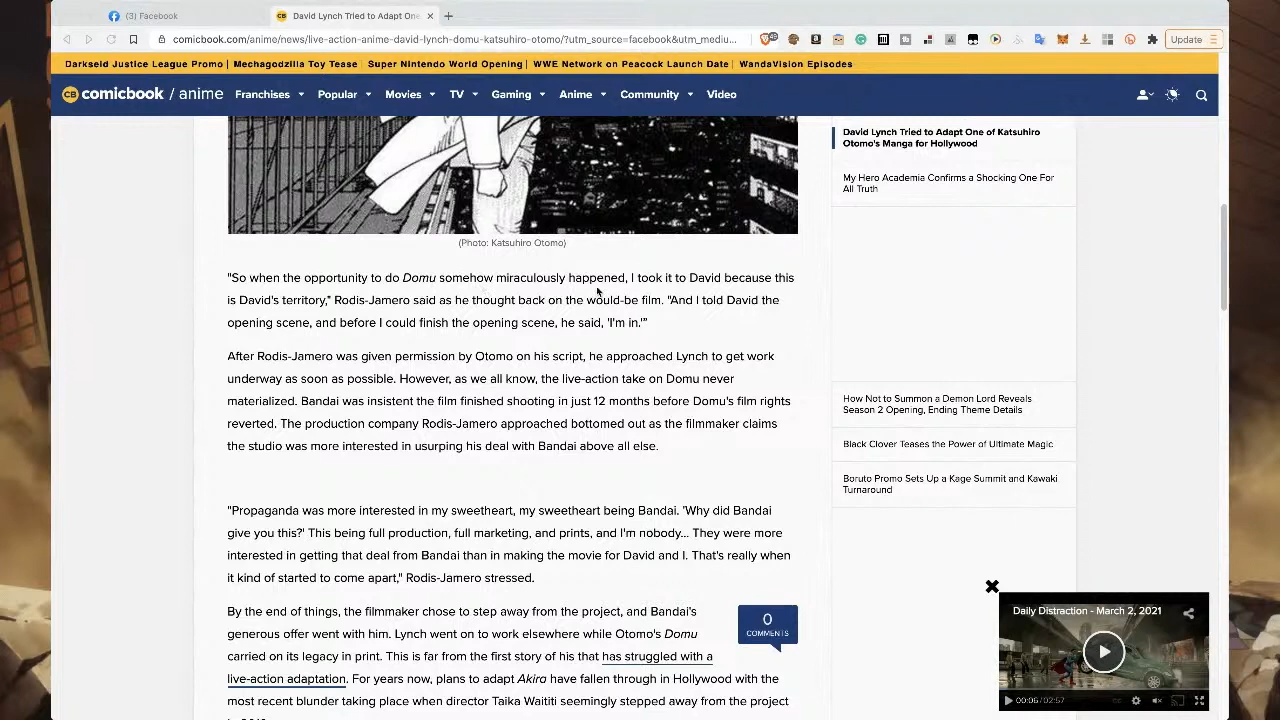 (3) Facebook
CB David Lynch Tried to Adapt One
comicbook.com/anime/news/live-action-anime-david-lynch-domu-katsuhiro-otomo/?utm_source=facebook&utm_mediu...
Update
Darkseid Justice League Promo | Mechagodzilla Toy Tease | Super Nintendo World Opening | WWE Network on Peacock Launch Date | WandaVision Episodes
CB comicbook / anime Franchises Popular Movies TV Gaming Anime Community Video
(Photo: Katsuhiro Otomo)
"So when the opportunity to do Domu somehow miraculously happened, I took it to David because this
is David's territory," Rodis-Jamero said as he thought back on the would-be film. "And I told David the
opening scene, and before I could finish the opening scene, he said, 'I'm in.'"
After Rodis-Jamero was given permission by Otomo on his script, he approached Lynch to get work
underway as soon as possible. However, as we all know, the live-action take on Domu never
materialized. Bandai was insistent the film finished shooting in just 12 months before Domu's film rights
reverted. The production company Rodis-Jamero approached bottomed out as the filmmaker claims
the studio was more interested in usurping his deal with Bandai above all else.
"Propaganda was more interested in my sweetheart, my sweetheart being Bandai. 'Why did Bandai
give you this?' This being full production, full marketing, and prints, and I'm nobody... They were more
interested in getting that deal from Bandai than in making the movie for David and I. That's really when
it kind of started to come apart," Rodis-Jamero stressed.
By the end of things, the filmmaker chose to step away from the project, and Bandai's
generous offer went with him. Lynch went on to work elsewhere while Otomo's Domu
carried on its legacy in print. This is far from the first story of his that has struggled with a
live-action For now, plans for Akira have fallen through in Hollywood with the
most recent Taika Waititi seemingly stepped away from the project
0
COMMENTS
David Lynch Tried to Adapt One of Katsuhiro
Otomo's Manga for Hollywood
My Hero Academia Confirms a Shocking One For
All Truth
How Not to Summon a Demon Lord Reveals
Season 2 Opening, Ending Theme Details
Black Clover Teases the Power of Ultimate Magic
Boruto Promo Sets Up a Kage Summit and Kawaki
Turnaround
Daily Distraction - March 2, 2021
00:06 / 02:57